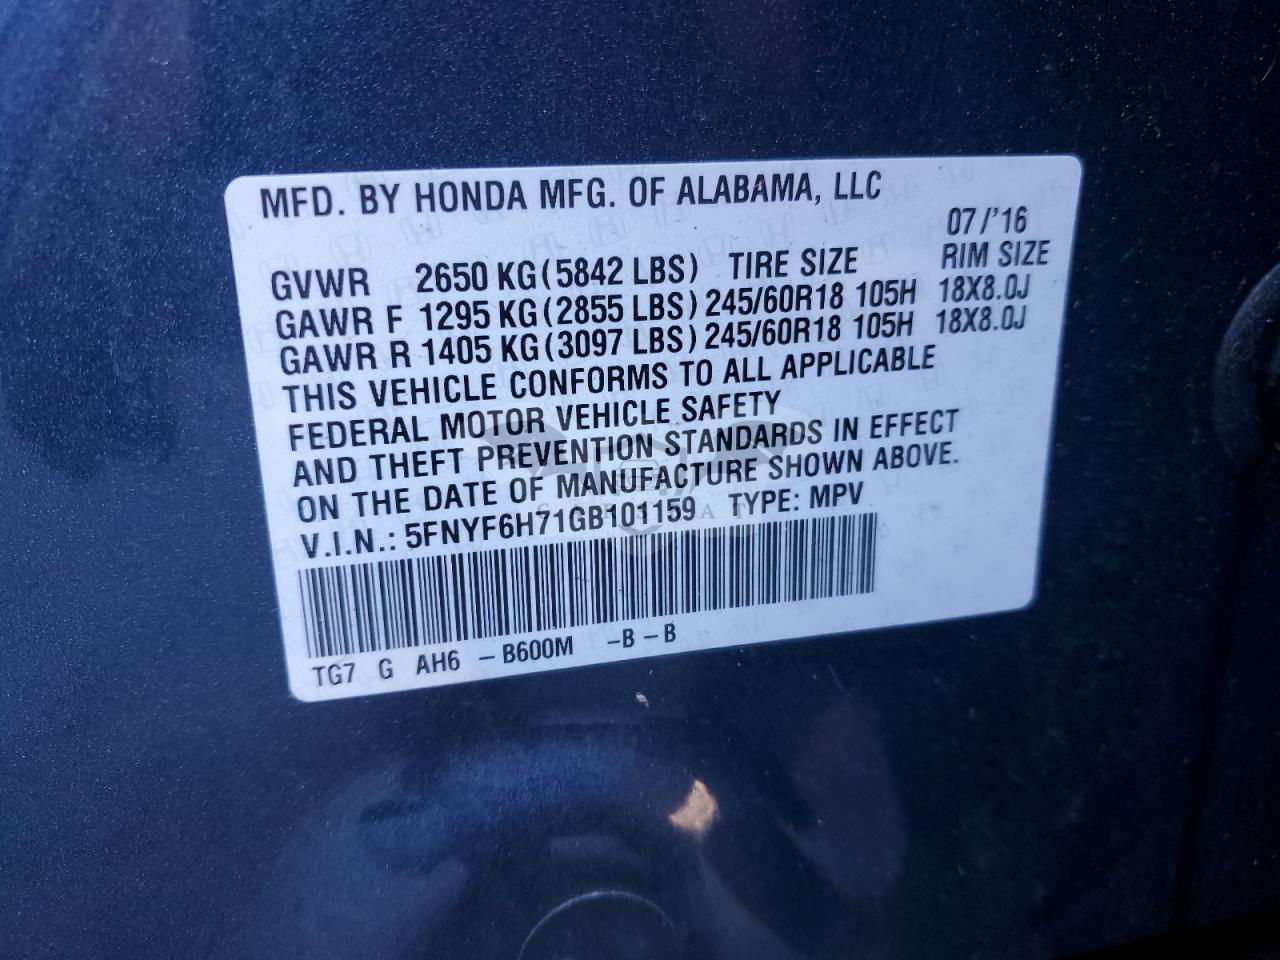 MFD. BY HONDA MFG. OF ALABAMA, LLC
07/'16
GVWR 2650 KG (5842 LBS) TIRE SIZE RIM SIZE
GAWR F 1295 KG (2855 LBS) 245/60R18 105H 18X8.0J
GAWR R 1405 KG (3097 LBS) 245/60R18 105H 18X8.0J
THIS VEHICLE CONFORMS TO ALL APPLICABLE
FEDERAL MOTOR VEHICLE SAFETY
AND THEFT PREVENTION STANDARDS IN EFFECT
ON THE DATE OF MANUFACTURE SHOWN ABOVE.
V.I.N.: 5FNYF6H71GB101159 TYPE: MPV
TG7 G AH6 – B600M –B – B